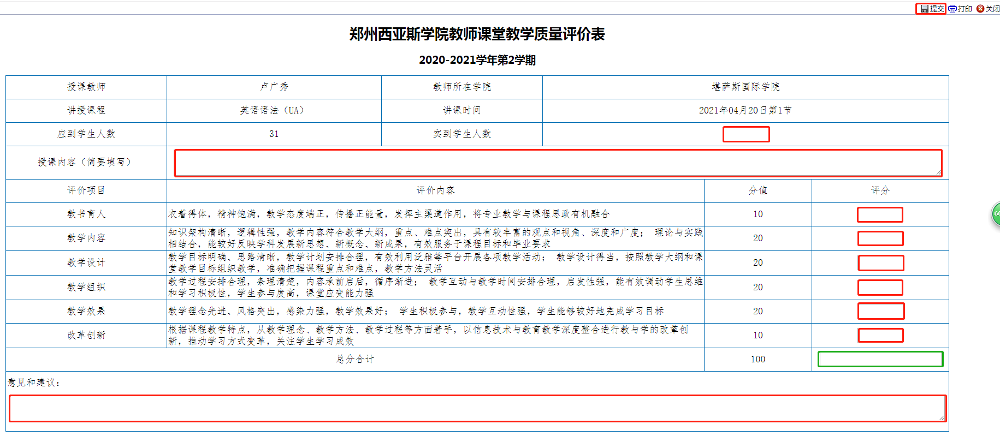 提交 打印 关闭
郑州西亚斯学院教师课堂教学质量评价表
2020-2021学年第2学期
授课教师 卢广秀 教师所在学院 堪萨斯国际学院
讲授课程 英语语法（UA） 讲课时间 2021年04月20日第1节
应到学生人数 31 实到学生人数
授课内容（简要填写）
评价项目 评价内容 分值 评分
教书育人 衣着得体，精神饱满，教学态度端正，传播正能量，发挥主渠道作用，将专业教学与课程思政有机融合 10
教学内容 知识架构清晰，逻辑性强，教学内容符合教学大纲，重点、难点突出，具有较丰富的观点和视角、深度和广度； 理论与实践
相结合，能较好反映学科发展新思想、新概念、新成果，有效服务于课程目标和毕业要求 20
教学设计 教学目标明确、思路清晰，教学计划安排合理，有效利用泛雅等平台开展各项教学活动； 教学设计得当，按照教学大纲和课
堂教学目标组织教学，准确把握课程重点和难点，教学方法灵活 20
教学组织 教学过程安排合理，条理清楚，内容承前启后，循序渐进； 教学互动与教学时间安排合理，启发性强，能有效调动学生思维
和学习积极性，学生参与度高，课堂应变能力强 20
教学效果 教学理念先进、风格突出，感染力强，教学效果好； 学生积极参与，教学互动性强，学生能够较好地完成学习目标 20
改革创新 根据课程教学特点，从教学理念、教学方法、教学过程等方面着手，以信息技术与教育教学深度整合进行教与学的改革创
新，推动学习方式变革，关注学生学习成效 10
总分合计 100
意见和建议：